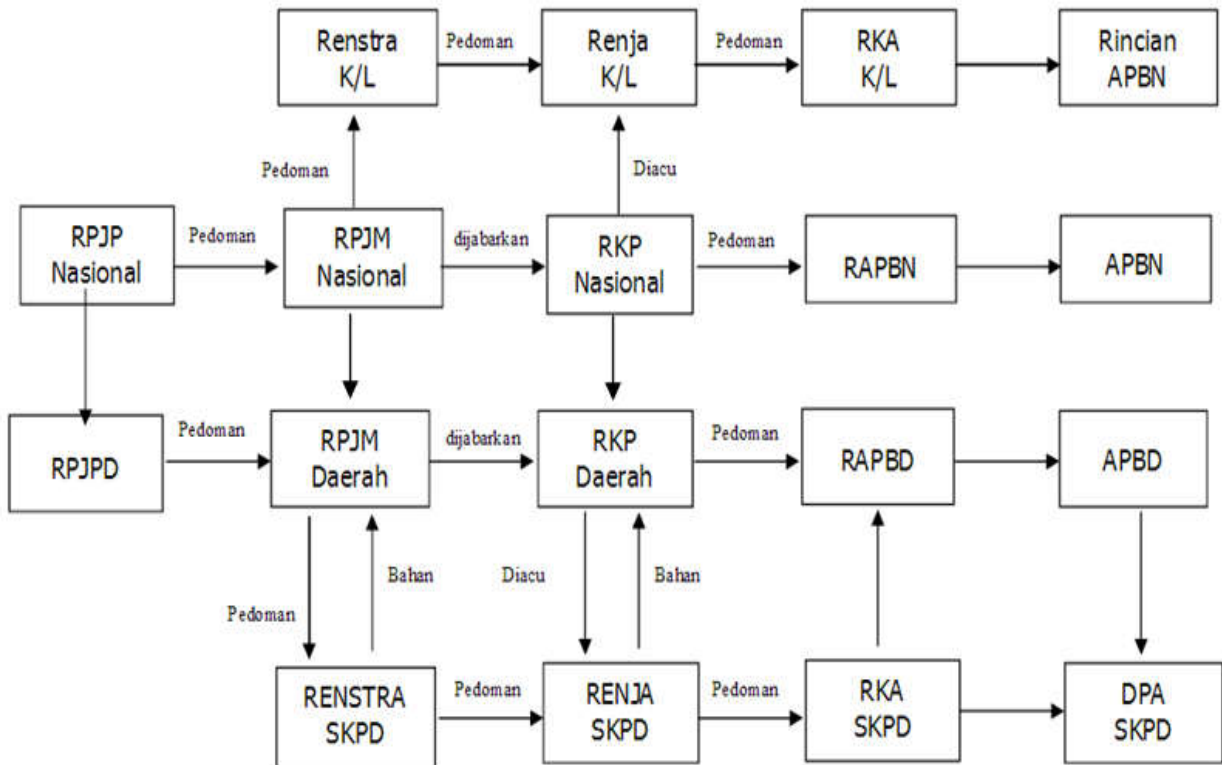 Renstra
K/L
Pedoman
Renja
K/L
Pedoman
RKA
K/L
Rincian
APBN
Pedoman
Diacu
RPJP
Nasional
Pedoman
RPJM
Nasional
dijabarkan
RKP
Nasional
Pedoman
RAPBN
APBN
RPJPD
Pedoman
RPJM
Daerah
dijabarkan
RKP
Daerah
Pedoman
RAPBD
APBD
Pedoman
Bahan
Diacu
Bahan
RENSTRA
SKPD
Pedoman
RENJA
SKPD
Pedoman
RKA
SKPD
DPA
SKPD